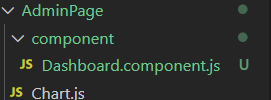 AdminPage
component
JS Dashboard.component.js U
JS Chart.js